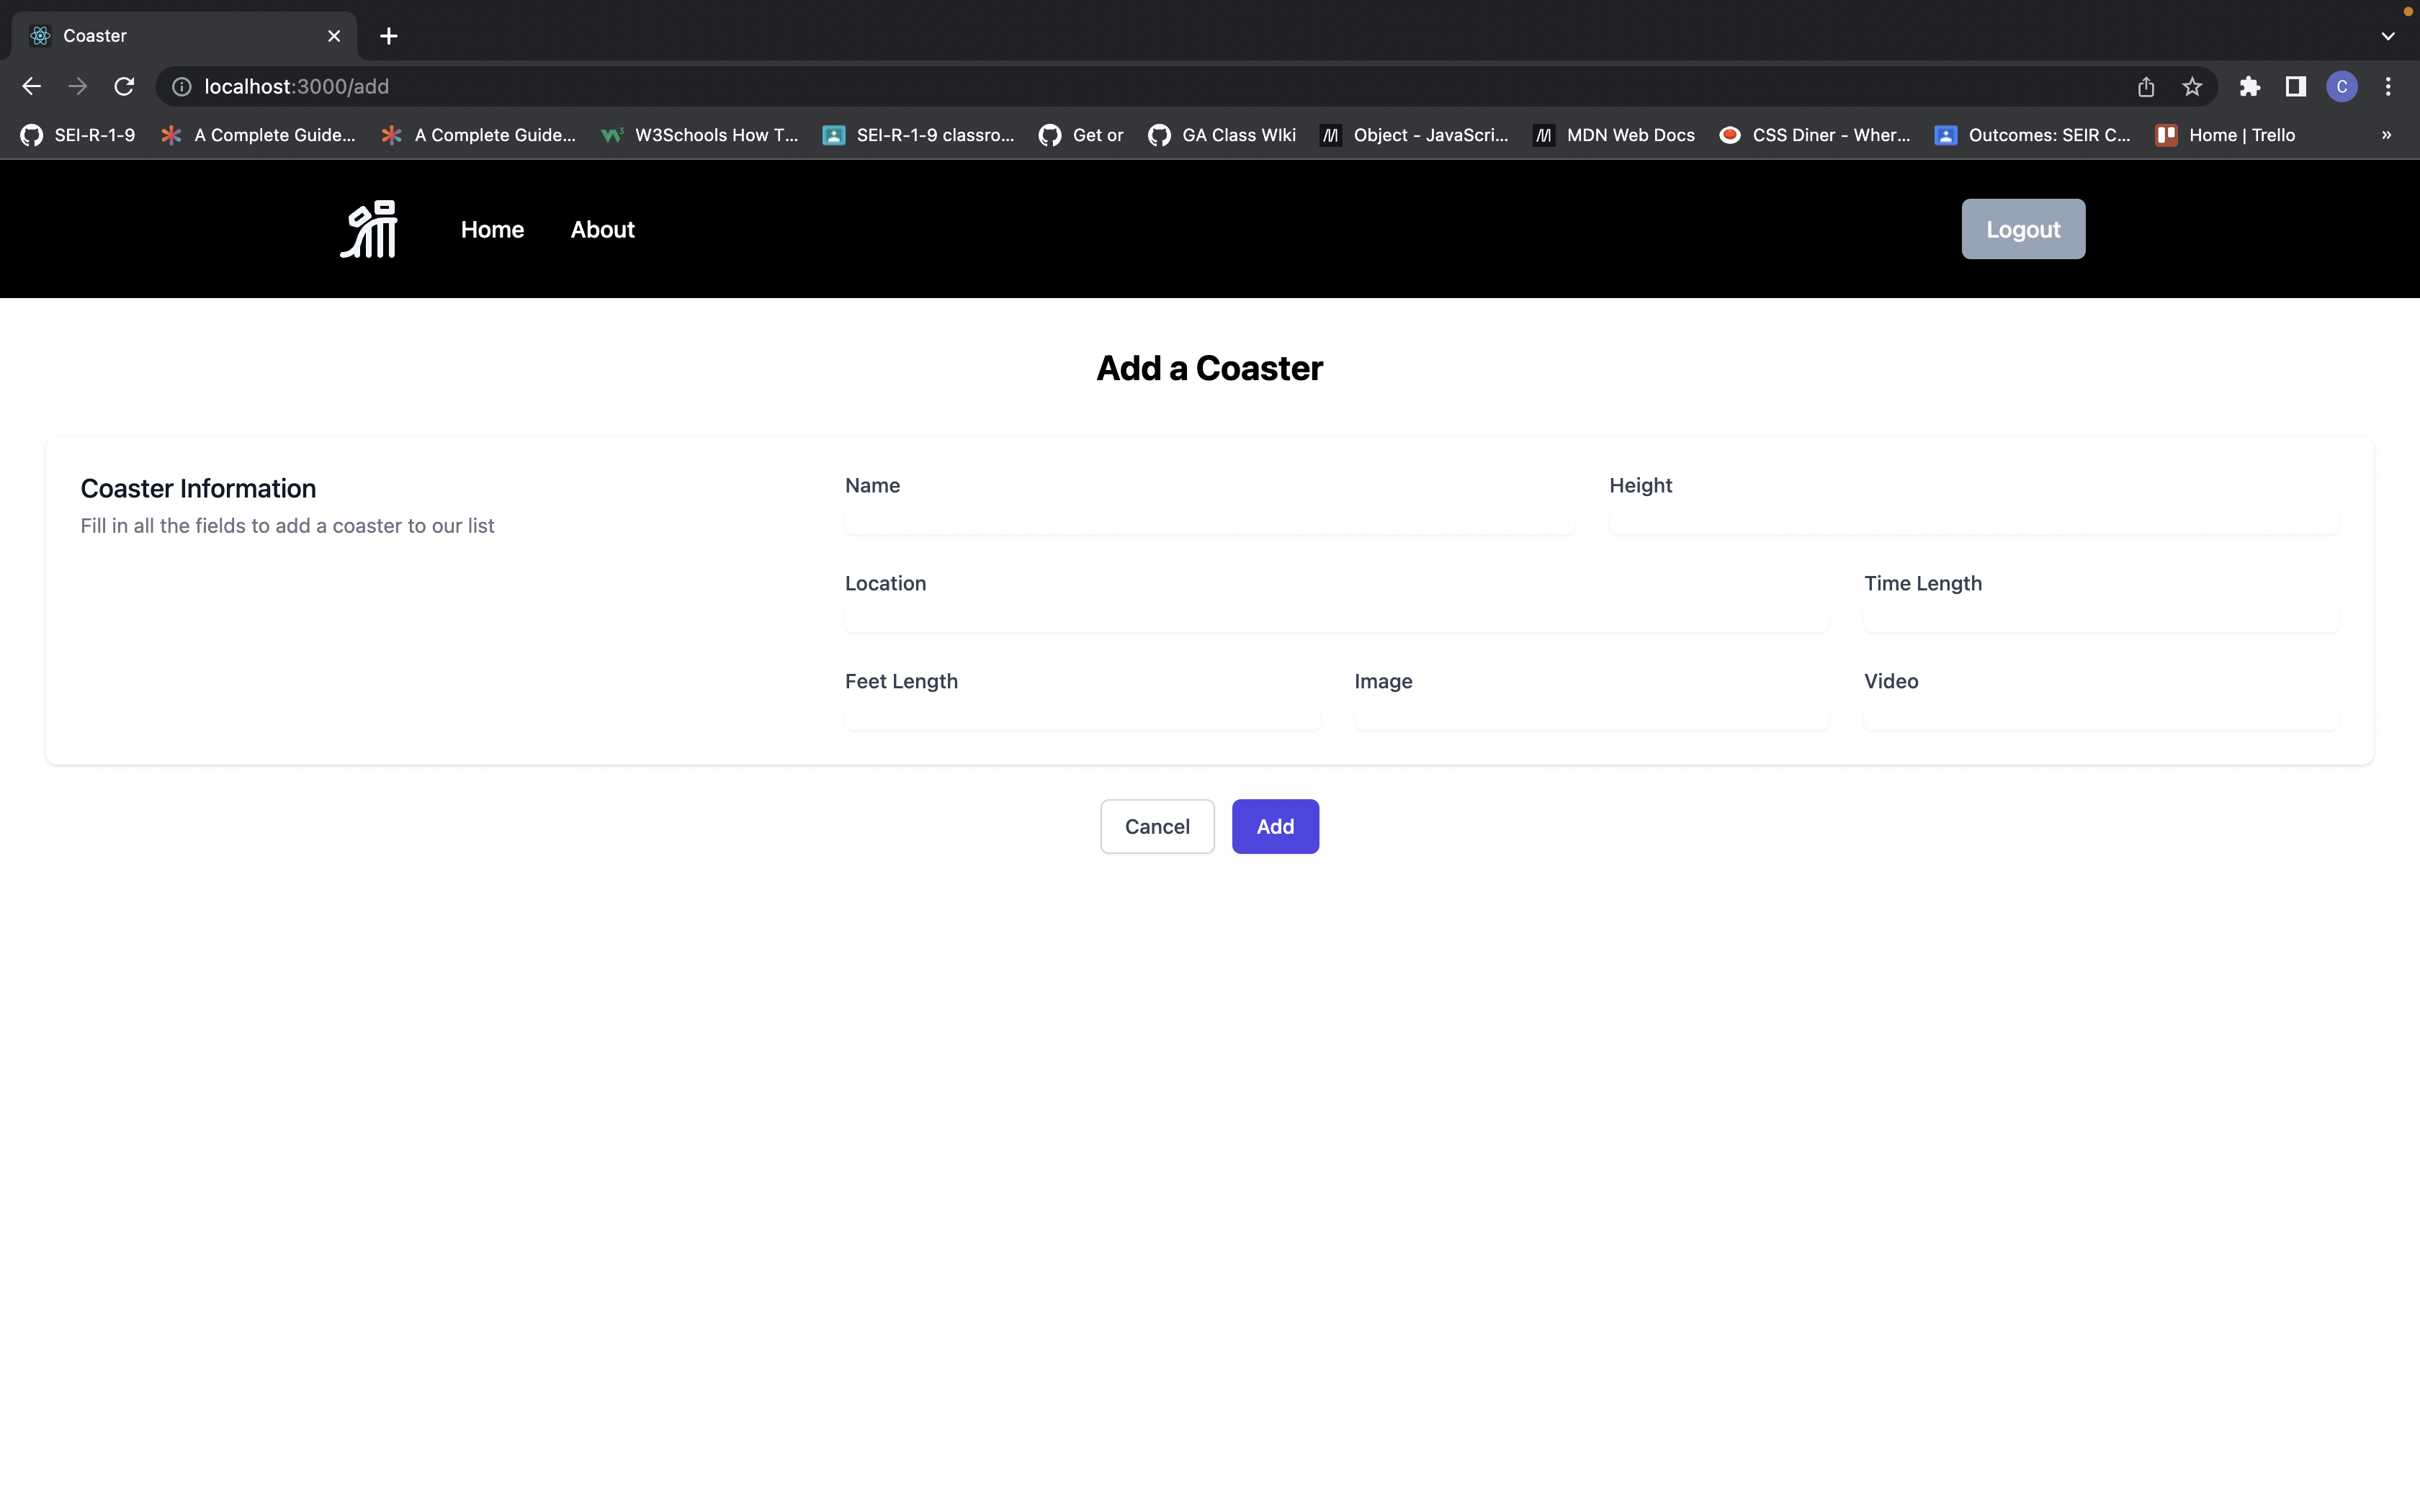 Coaster
localhost:3000/add
C
SEI-R-1-9
A Complete Guide...
A Complete Guide...
W3Schools How T...
SEI-R-1-9 classro...
Get or
GA Class WIki
Object - JavaScri...
MDN Web Docs
CSS Diner - Wher...
Outcomes: SEIR C...
Home | Trello
»
Home
About
Logout
Add a Coaster
Coaster Information
Fill in all the fields to add a coaster to our list
Name
Height
Location
Time Length
Feet Length
Image
Video
Cancel
Add